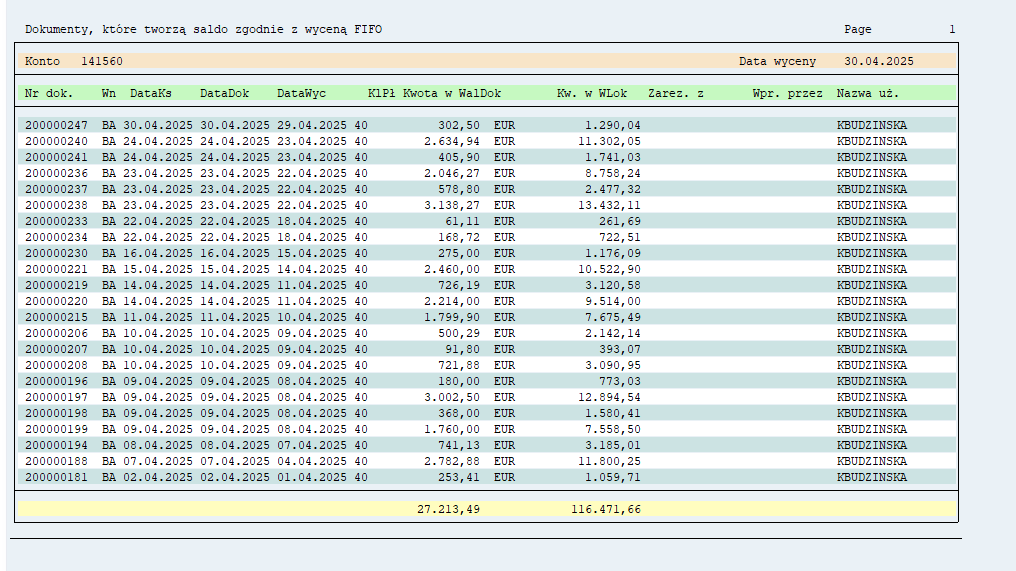 Dokumenty, które tworzą saldo zgodnie z wyceną FIFO Page 1
Konto 141560 Data wyceny 30.04.2025
Nr dok. Wn DataKs DataDok DataWyc KlPł Kwota w WalDok Kw. w WLok Zarez. z Wpr. przez Nazwa uż.
200000247 BA 30.04.2025 30.04.2025 29.04.2025 40 302,50 EUR 1.290,04 KBUDZINSKA
200000240 BA 24.04.2025 24.04.2025 23.04.2025 40 2.634,94 EUR 11.302,05 KBUDZINSKA
200000241 BA 24.04.2025 24.04.2025 23.04.2025 40 405,90 EUR 1.741,03 KBUDZINSKA
200000236 BA 23.04.2025 23.04.2025 22.04.2025 40 2.046,27 EUR 8.758,24 KBUDZINSKA
200000237 BA 23.04.2025 23.04.2025 22.04.2025 40 578,80 EUR 2.477,32 KBUDZINSKA
200000238 BA 23.04.2025 23.04.2025 22.04.2025 40 3.138,27 EUR 13.432,11 KBUDZINSKA
200000233 BA 22.04.2025 22.04.2025 18.04.2025 40 61,11 EUR 261,69 KBUDZINSKA
200000234 BA 22.04.2025 22.04.2025 18.04.2025 40 168,72 EUR 722,51 KBUDZINSKA
200000230 BA 16.04.2025 16.04.2025 15.04.2025 40 275,00 EUR 1.176,09 KBUDZINSKA
200000221 BA 15.04.2025 15.04.2025 14.04.2025 40 2.460,00 EUR 10.522,90 KBUDZINSKA
200000219 BA 14.04.2025 14.04.2025 11.04.2025 40 726,19 EUR 3.120,58 KBUDZINSKA
200000220 BA 14.04.2025 14.04.2025 11.04.2025 40 2.214,00 EUR 9.514,00 KBUDZINSKA
200000215 BA 11.04.2025 11.04.2025 10.04.2025 40 1.799,90 EUR 7.675,49 KBUDZINSKA
200000206 BA 10.04.2025 10.04.2025 09.04.2025 40 500,29 EUR 2.142,14 KBUDZINSKA
200000207 BA 10.04.2025 10.04.2025 09.04.2025 40 91,80 EUR 393,07 KBUDZINSKA
200000208 BA 10.04.2025 10.04.2025 09.04.2025 40 721,88 EUR 3.090,95 KBUDZINSKA
200000196 BA 09.04.2025 09.04.2025 08.04.2025 40 180,00 EUR 773,03 KBUDZINSKA
200000197 BA 09.04.2025 09.04.2025 08.04.2025 40 3.002,50 EUR 12.894,54 KBUDZINSKA
200000198 BA 09.04.2025 09.04.2025 08.04.2025 40 368,00 EUR 1.580,41 KBUDZINSKA
200000199 BA 09.04.2025 09.04.2025 08.04.2025 40 1.760,00 EUR 7.558,50 KBUDZINSKA
200000194 BA 08.04.2025 08.04.2025 07.04.2025 40 741,13 EUR 3.185,01 KBUDZINSKA
200000188 BA 07.04.2025 07.04.2025 04.04.2025 40 2.782,88 EUR 11.800,25 KBUDZINSKA
200000181 BA 02.04.2025 02.04.2025 01.04.2025 40 253,41 EUR 1.059,71 KBUDZINSKA
27.213,49 116.471,66